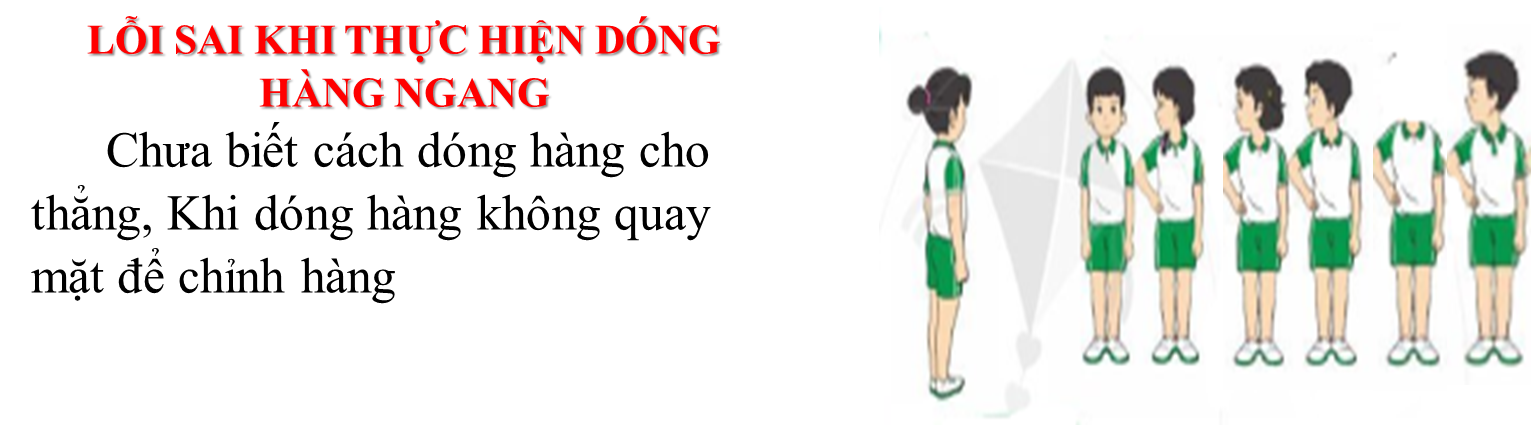 LỖI SAI KHI THỰC HIỆN DÓNG
HÀNG NGANG
Chưa biết cách dóng hàng cho
thẳng, Khi dóng hàng không quay
mặt để chỉnh hàng